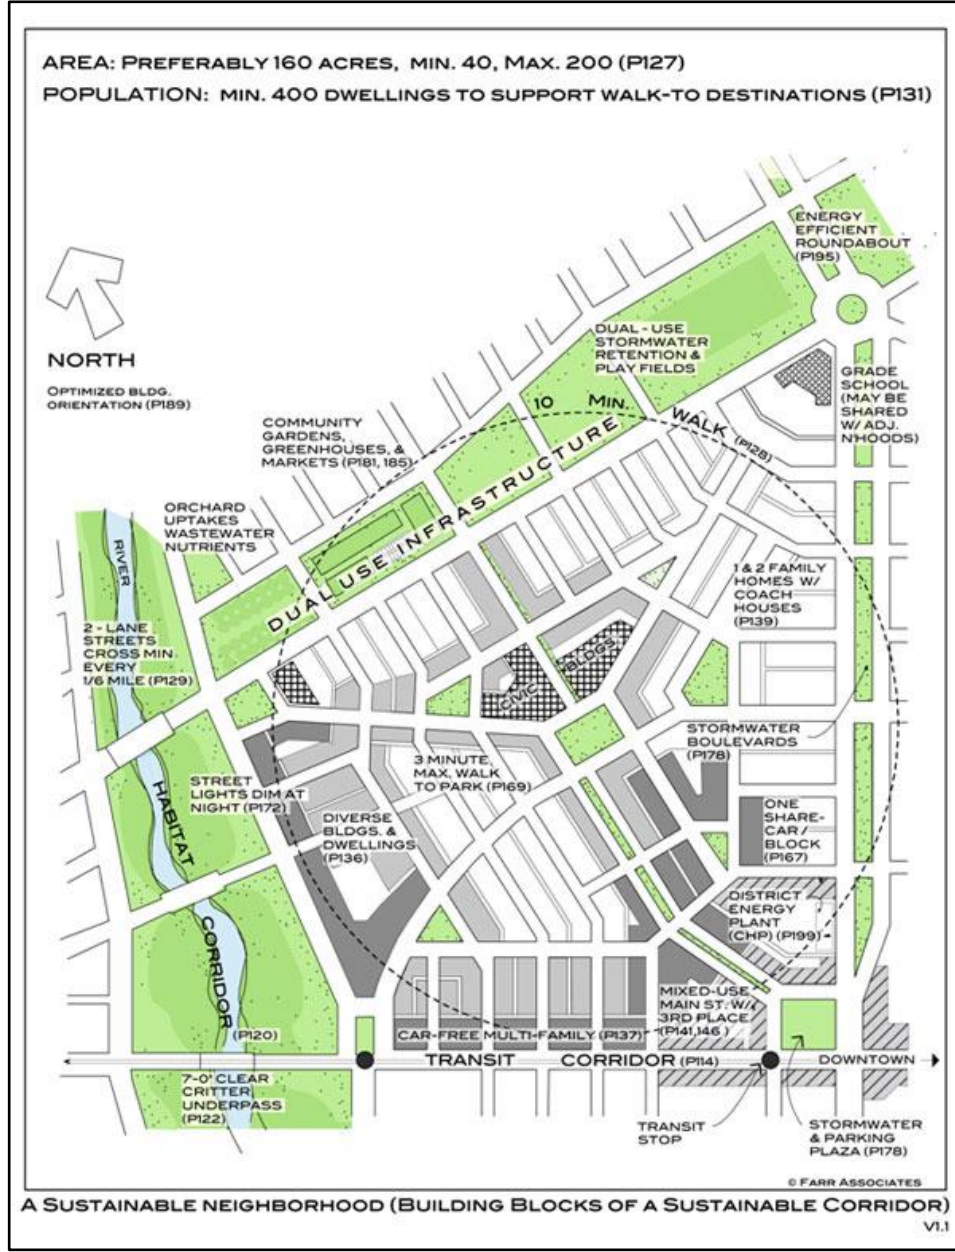 AREA: PREFERABLY 160 ACRES, MIN. 40, MAX. 200 (P127)
POPULATION: MIN. 400 DWELLINGS TO SUPPORT WALK-TO DESTINATIONS (P131)
ENERGY
EFFICIENT
ROUNDABOUT
(P195)
NORTH
OPTIMIZED BLDG.
ORIENTATION (P189)
DUAL - USE
STORMWATER
RETENTION &
PLAY FIELDS
GRADE
SCHOOL
(MAY BE
SHARED
W/ ADJ.
N'HOODS)
10 MIN. WALK (P128)
COMMUNITY
GARDENS,
GREENHOUSES, &
MARKETS (P181, 185)
ORCHARD
UPTAKES
WASTEWATER
NUTRIENTS
DUAL USE INFRASTRUCTURE
RIVER
1 & 2 FAMILY
HOMES W/
COACH
HOUSES
(P139)
2 - LANE
STREETS
CROSS MIN.
EVERY
1/6 MILE (P129)
CIVIC BLDGS
STORMWATER
BOULEVARDS
(P178)
3 MINUTE,
MAX, WALK
TO PARK (P169)
STREET
LIGHTS DIM AT
NIGHT (P172)
HABITAT CORRIDOR
(P120)
DIVERSE
BLDGS. &
DWELLINGS
(P136)
ONE
SHARE-
CAR /
BLOCK
(P167)
DISTRICT
ENERGY
PLANT
(CHP) (P199)
MIXED-USE
MAIN ST. W/
3RD PLACE
(P141,146 )
CAR-FREE MULTI-FAMILY (P137)
TRANSIT CORRIDOR (P114)
DOWNTOWN
7'-0" CLEAR
CRITTER
UNDERPASS
(P122)
TRANSIT
STOP
STORMWATER
& PARKING
PLAZA (P178)
© FARR ASSOCIATES
A SUSTAINABLE NEIGHBORHOOD (BUILDING BLOCKS OF A SUSTAINABLE CORRIDOR)
V1.1